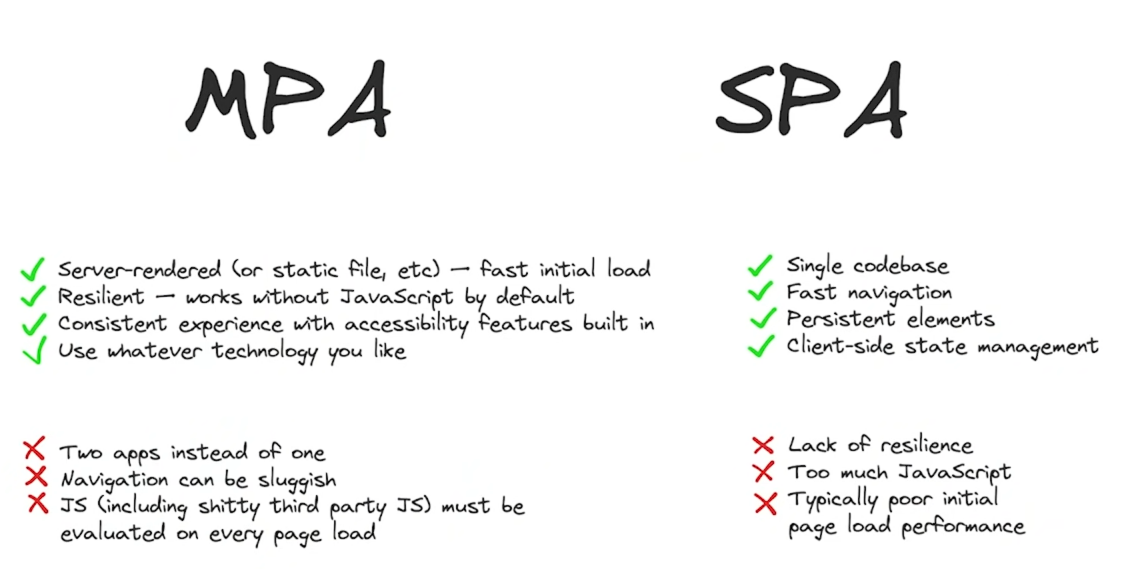 MPA
Server-rendered (or static file, etc) — fast initial load
Resilient — works without JavaScript by default
Consistent experience with accessibility features built in
Use whatever technology you like
Two apps instead of one
Navigation can be sluggish
JS (including shitty third party JS) must be
evaluated on every page load
SPA
Single codebase
Fast navigation
Persistent elements
Client-side state management
Lack of resilience
Too much JavaScript
Typically poor initial
page load performance